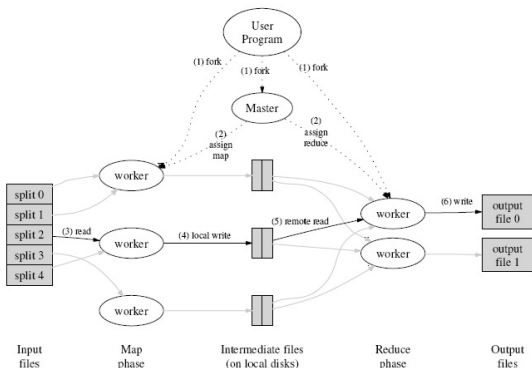 User
Program
(1) fork
(1) fork
(1) fork
Master
(2)
assign
map
(2)
assign
reduce
worker
split 0
split 1
split 2
split 3
split 4
(3) read
worker
(4) local write
(5) remote read
worker
(6) write
output
file 0
worker
output
file 1
worker
Input
files
Map
phase
Intermediate files
(on local disks)
Reduce
phase
Output
files